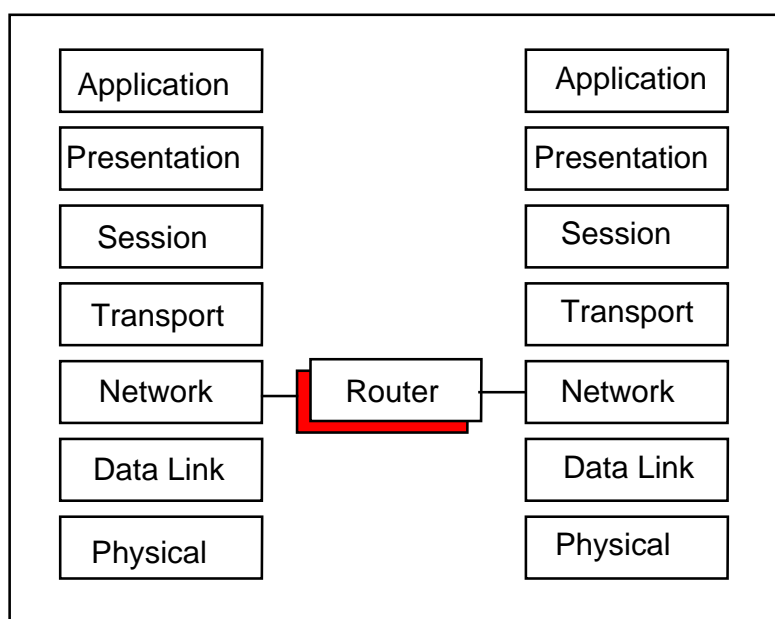 Application
Presentation
Session
Transport
Network
Data Link
Physical
Router
Application
Presentation
Session
Transport
Network
Data Link
Physical